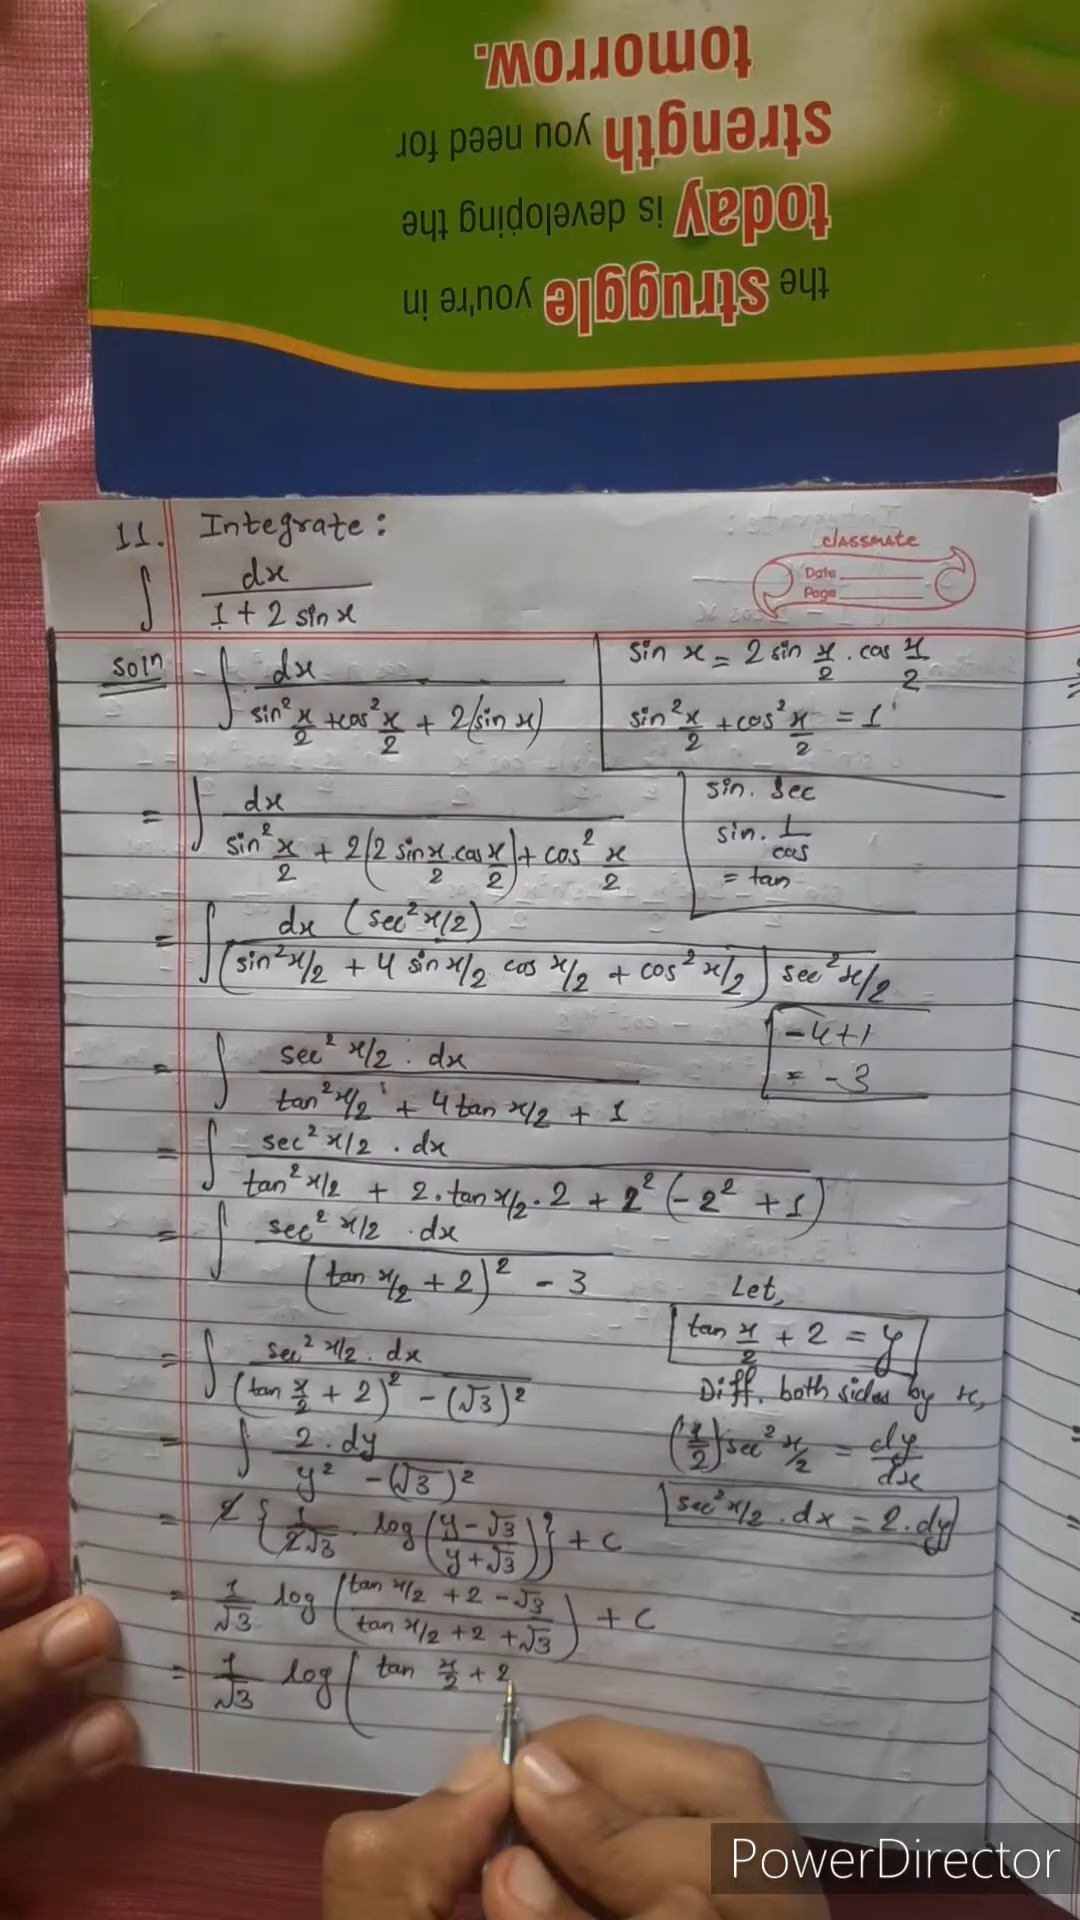 the struggle you're in
today is developing the
strength you need for
tomorrow.
classmate
Date
Page
11. Integrate:
∫ dx / (1 + 2 sin x)
Soln ∫ dx / (sin² x/2 + cos² x/2 + 2(sin x))
sin x = 2 sin x/2 . cos x/2
sin² x/2 + cos² x/2 = 1
= ∫ dx / (sin² x/2 + 2(2 sin x/2 . cos x/2) + cos² x/2)
sin. sec
sin. 1/cos
= tan
= ∫ dx (sec² x/2) / (sin² x/2 + 4 sin x/2 cos x/2 + cos² x/2) sec² x/2
= ∫ sec² x/2 . dx / (tan² x/2 + 4 tan x/2 + 1)
-4+1
= -3
= ∫ sec² x/2 . dx / (tan² x/2 + 2. tan x/2 . 2 + 2² (-2² + 1))
= ∫ sec² x/2 . dx / ((tan x/2 + 2)² - 3)
Let,
tan x/2 + 2 = y
Diff. both sides by x,
(1/2) sec² x/2 = dy/dx
sec² x/2 . dx = 2. dy
= ∫ sec² x/2 . dx / ((tan x/2 + 2)² - (√3)²)
= ∫ 2. dy / (y² - (√3)²)
= 2 { 1/2√3 . log ((y - √3)/(y + √3)) } + c
= 1/√3 log ((tan x/2 + 2 - √3)/(tan x/2 + 2 + √3)) + c
= 1/√3 log ( tan x/2 + 2
PowerDirector